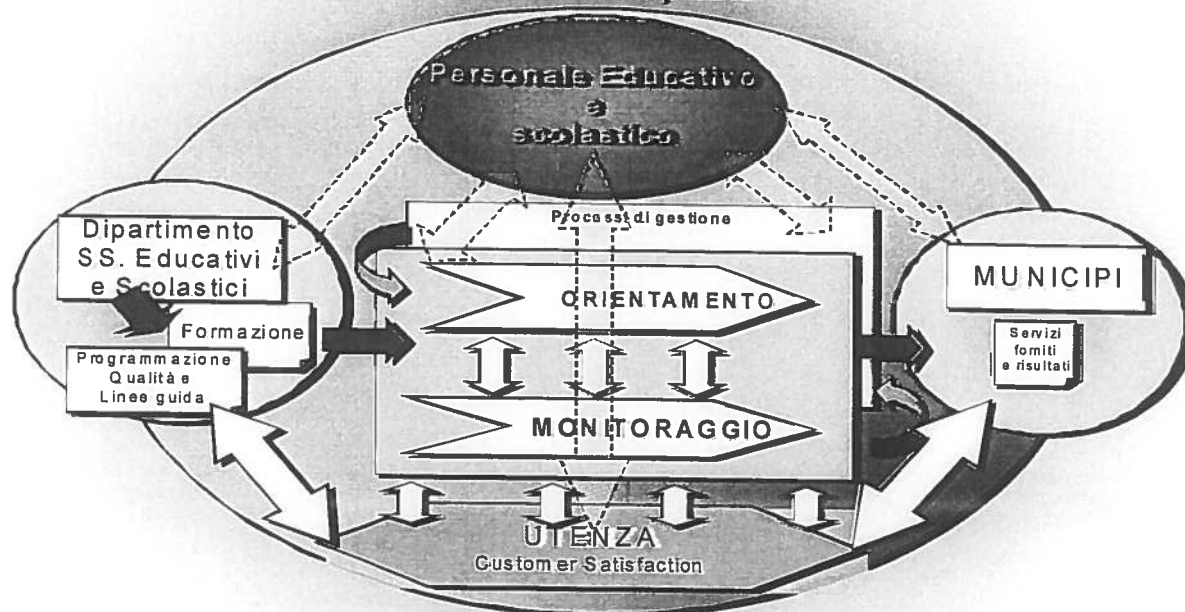 Personale Educativo
e
scolastico
Processi di gestione
Dipartimento
SS. Educativi
e Scolastici
Formazione
Programmazione
Qualità e
Linee guida
ORIENTAMENTO
MONITORAGGIO
MUNICIPI
Servizi
forniti
e risultati
UTENZA
Customer Satisfaction